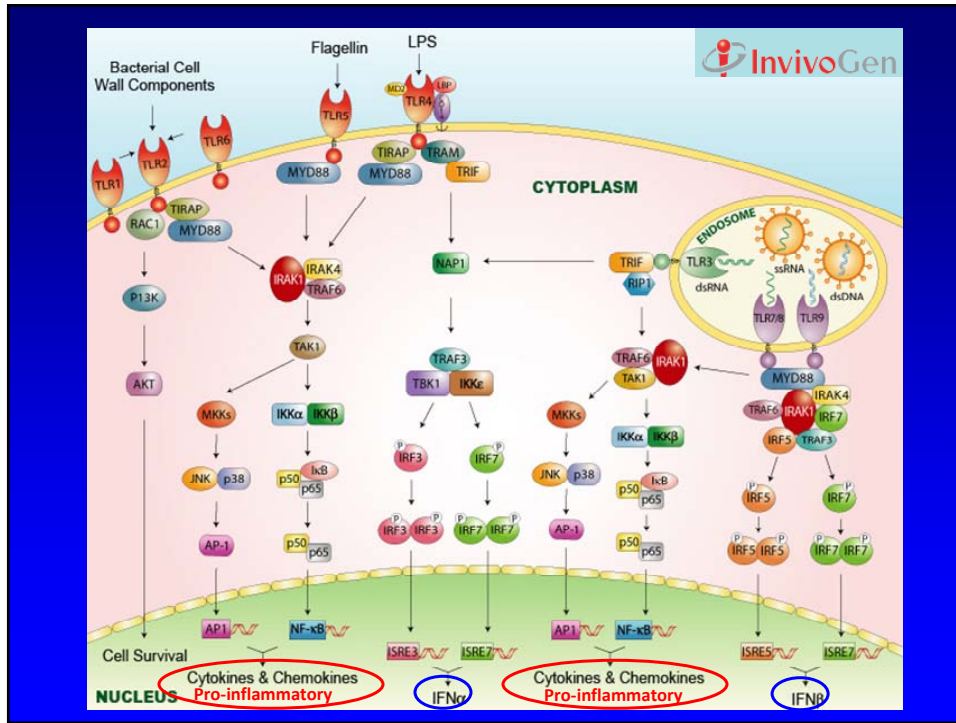 InvivoGen
Flagellin
LPS
Bacterial Cell
Wall Components
MD2
LBP
TLR4
TLR5
TLR6
TLR2
TLR1
TIRAP
TRAM
MYD88
MYD88
TRIF
CYTOPLASM
RAC1
TIRAP
MYD88
ENDOSOME
TLR3
dsRNA
ssRNA
dsDNA
TLR7/8
TLR9
IRAK1
IRAK4
TRAF6
NAP1
TRIF
RIP1
P13K
TAK1
TRAF3
TBK1
IKKε
TRAF6
IRAK1
TAK1
MYD88
AKT
IRAK4
TRAF6
IRAK1
IRF7
IRF5
TRAF3
MKKs
IKKα
IKKβ
MKKs
IKKα
IKKβ
P
IRF3
P
IRF7
JNK
p38
p50
IκB
p65
JNK
p38
p50
IκB
p65
P
IRF5
P
IRF7
AP-1
p50
p65
P
P
IRF3
IRF3
P
P
IRF7
IRF7
AP-1
p50
p65
P
P
IRF5
IRF5
P
P
IRF7
IRF7
AP1
NF-κB
ISRE3
ISRE7
AP1
NF-κB
ISRE5
ISRE7
Cell Survival
Cytokines & Chemokines
Pro-inflammatory
IFNα
Cytokines & Chemokines
Pro-inflammatory
IFNβ
NUCLEUS